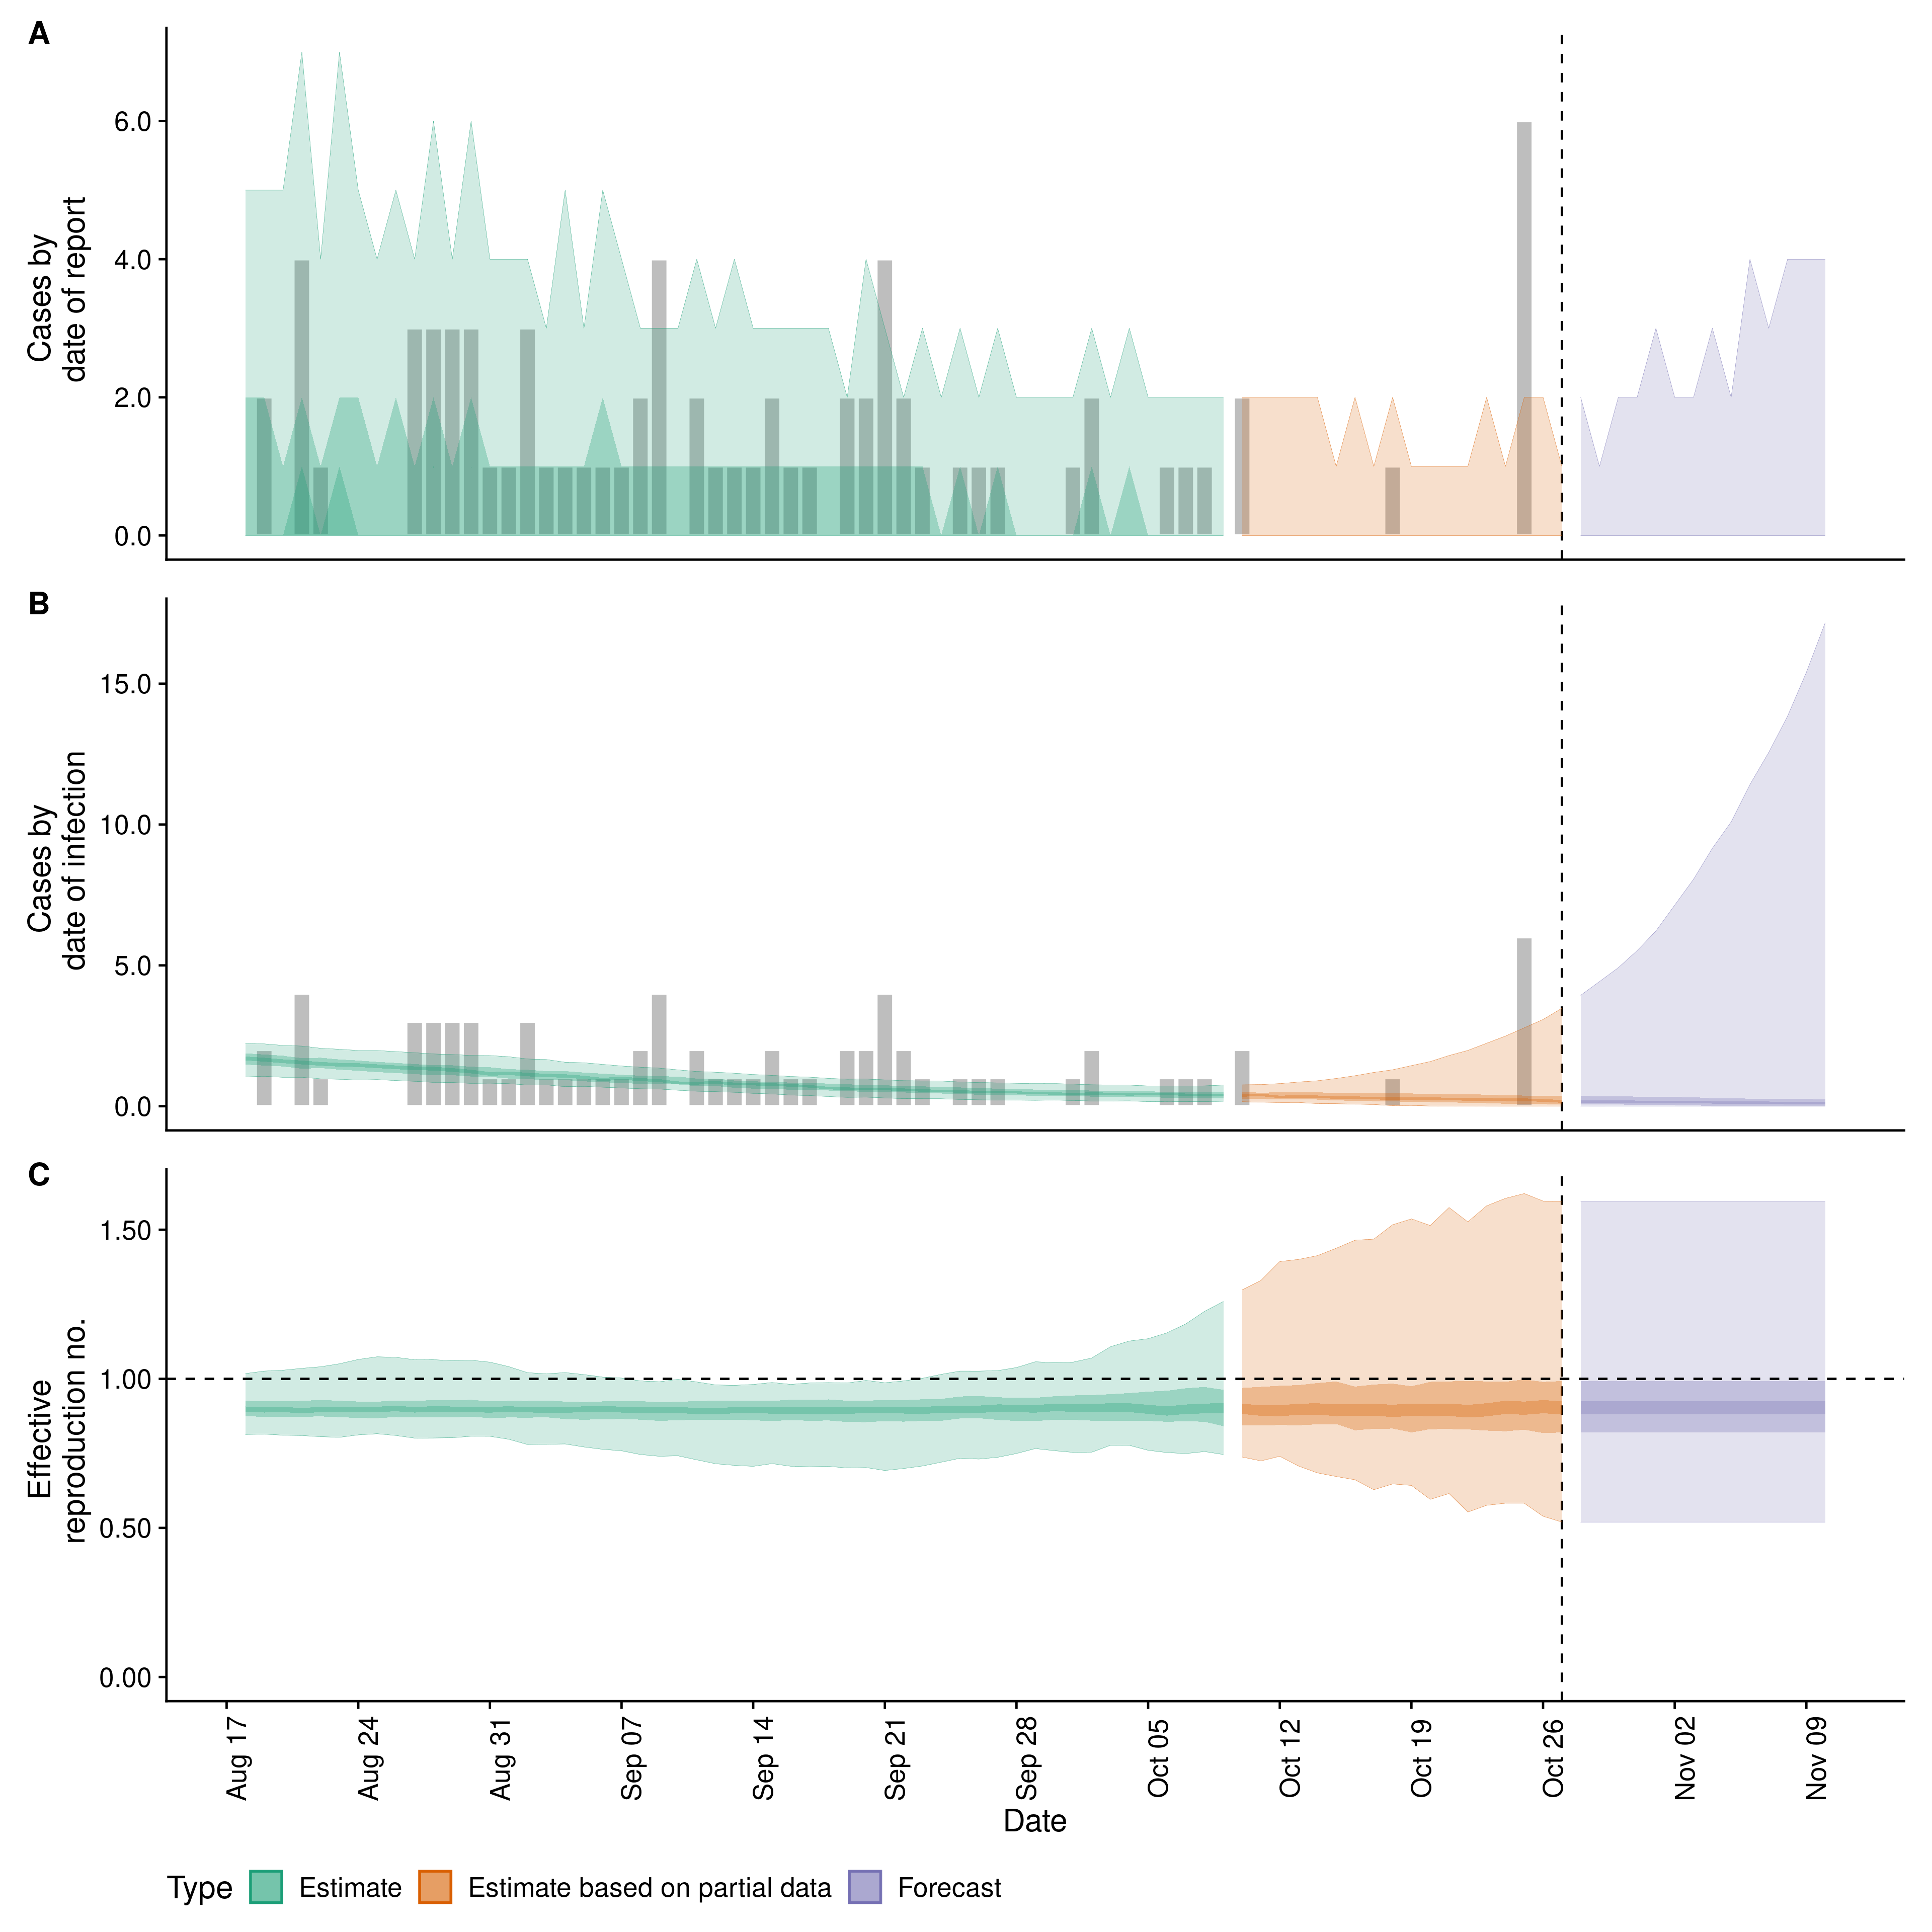 A
Cases by
date of report
6.0
4.0
2.0
0.0
B
Cases by
date of infection
15.0
10.0
5.0
0.0
C
Effective
reproduction no.
1.50
1.00
0.50
0.00
Aug 17
Aug 24
Aug 31
Sep 07
Sep 14
Sep 21
Sep 28
Oct 05
Oct 12
Oct 19
Oct 26
Nov 02
Nov 09
Date
Type Estimate Estimate based on partial data Forecast